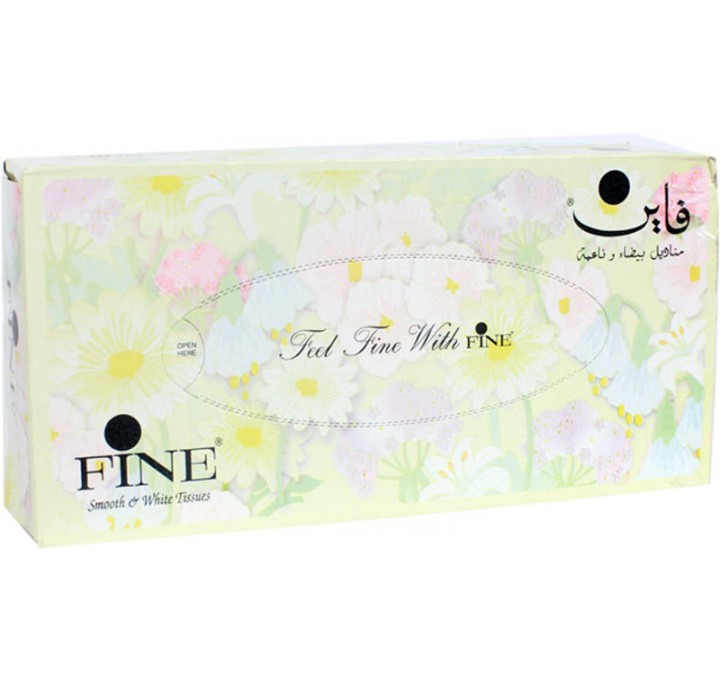 فاين®
مناديل بيضاء و ناعمة
OPEN
HERE
Feel Fine With FINE®
FINE®
Smooth & White Tissues